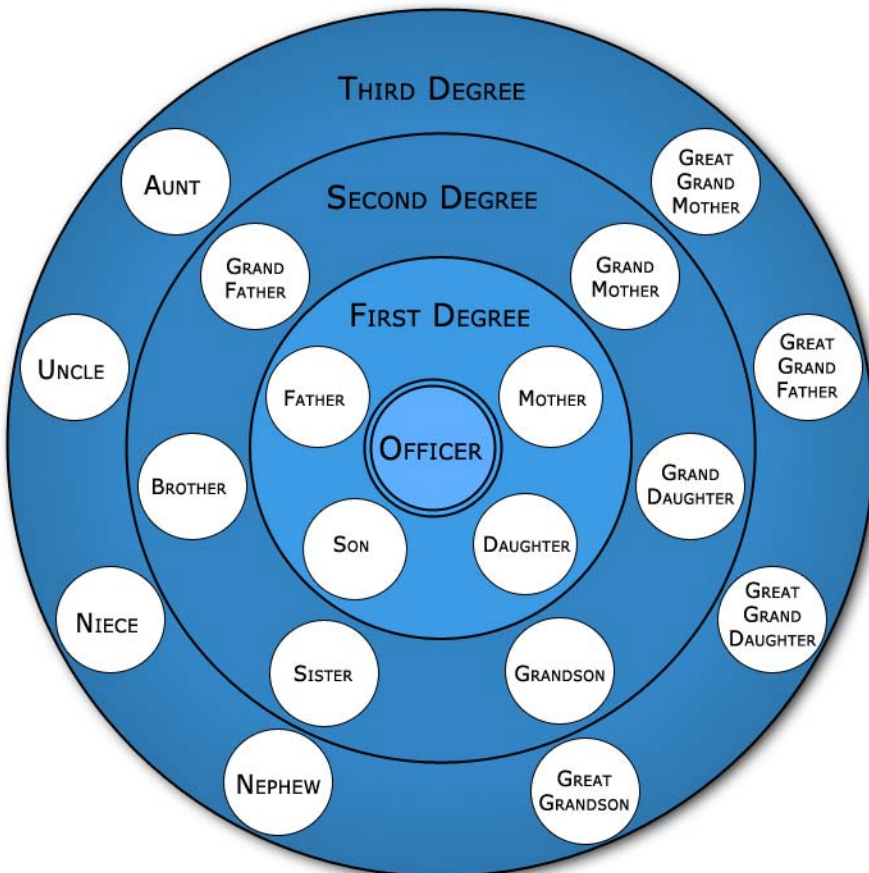 THIRD DEGREE
AUNT
GREAT
GRAND
MOTHER
SECOND DEGREE
GRAND
FATHER
GRAND
MOTHER
FIRST DEGREE
UNCLE
GREAT
GRAND
FATHER
FATHER
MOTHER
OFFICER
BROTHER
GRAND
DAUGHTER
SON
DAUGHTER
NIECE
GREAT
GRAND
DAUGHTER
SISTER
GRANDSON
NEPHEW
GREAT
GRANDSON